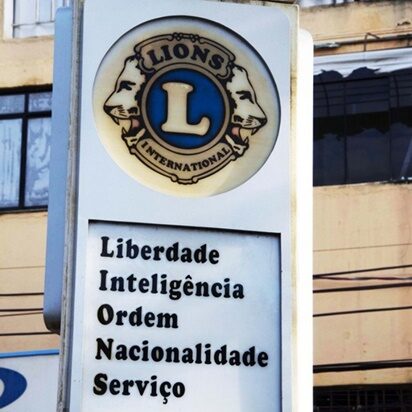 LIONS
L
INTERNATIONAL
Liberdade
Inteligência
Ordem
Nacionalidade
Serviço